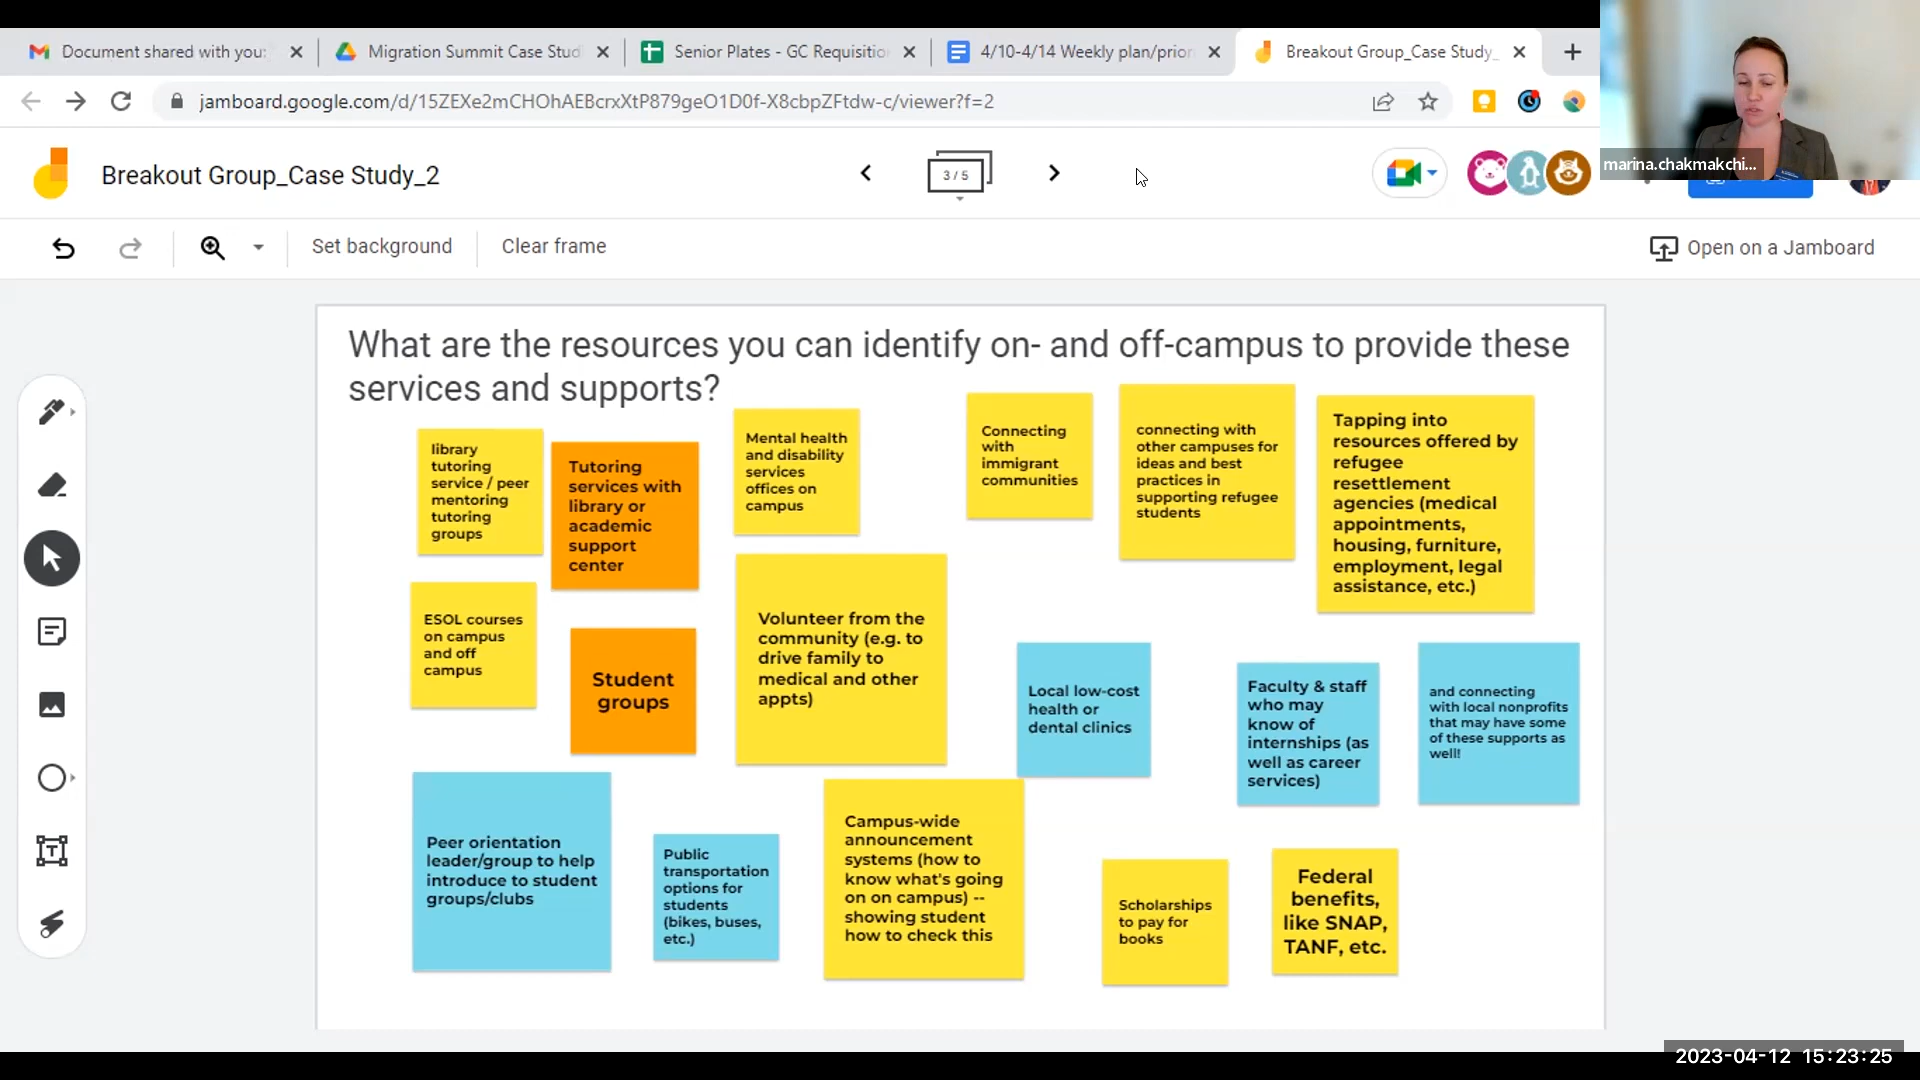 Document shared with you:
Migration Summit Case Stud
Senior Plates - GC Requisitio
4/10-4/14 Weekly plan/prior
Breakout Group_Case Study_
jamboard.google.com/d/15ZEXe2mCHOhAEBcrxXtP879geO1D0f-X8cbpZFtdw-c/viewer?f=2
marina.chakmakchi...
Breakout Group_Case Study_2
3 / 5
Set background
Clear frame
Open on a Jamboard
What are the resources you can identify on- and off-campus to provide these
services and supports?
library
tutoring
service / peer
mentoring
tutoring
groups
Tutoring
services with
library or
academic
support
center
Mental health
and disability
services
offices on
campus
Connecting
with
immigrant
communities
connecting with
other campuses for
ideas and best
practices in
supporting refugee
students
Tapping into
resources offered by
refugee
resettlement
agencies (medical
appointments,
housing, furniture,
employment, legal
assistance, etc.)
ESOL courses
on campus
and off
campus
Student
groups
Volunteer from the
community (e.g. to
drive family to
medical and other
appts)
Local low-cost
health or
dental clinics
Faculty & staff
who may
know of
internships (as
well as career
services)
and connecting
with local nonprofits
that may have some
of these supports as
well!
Peer orientation
leader/group to help
introduce to student
groups/clubs
Public
transportation
options for
students
(bikes, buses,
etc.)
Campus-wide
announcement
systems (how to
know what's going
on on campus) --
showing student
how to check this
Scholarships
to pay for
books
Federal
benefits,
like SNAP,
TANF, etc.
2023-04-12 15:23:25